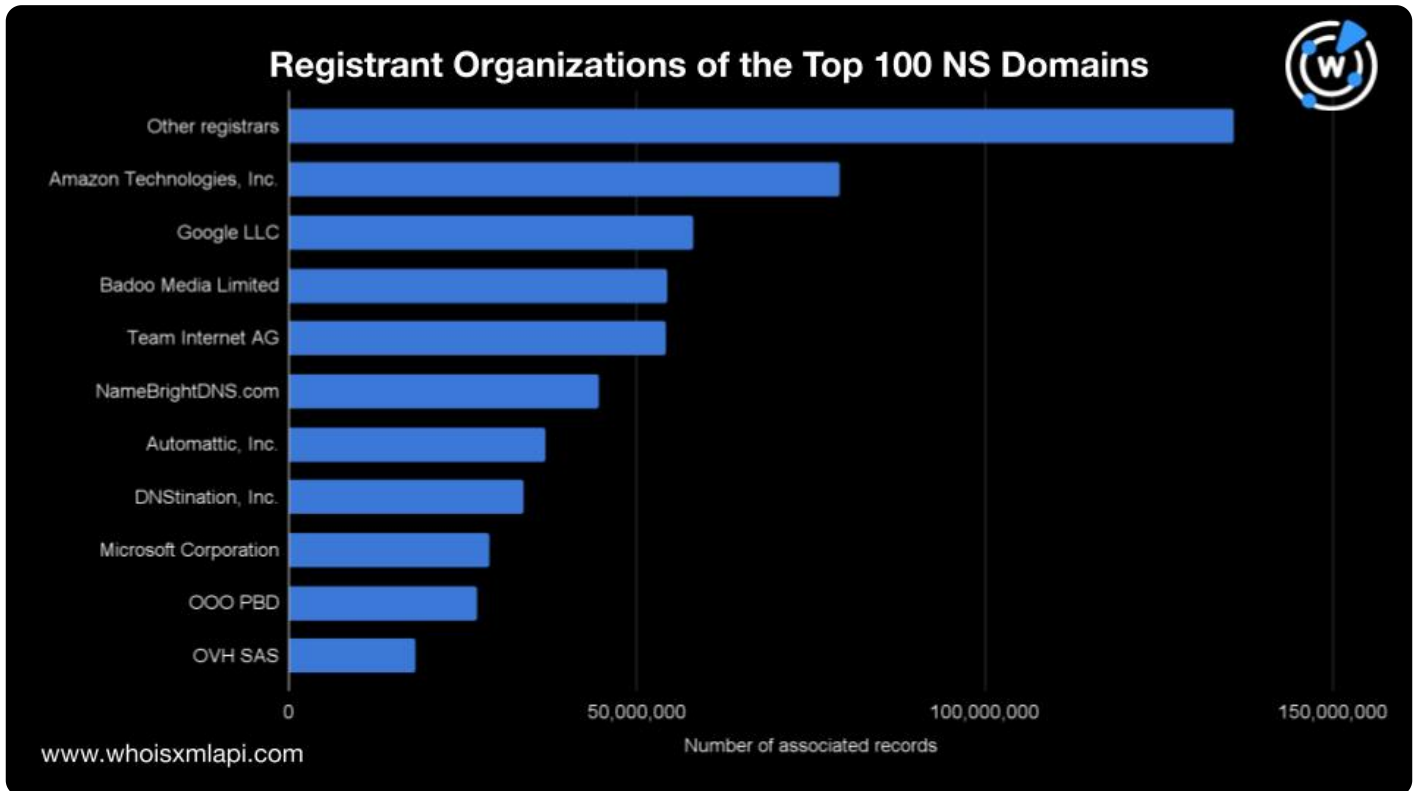 Registrant Organizations of the Top 100 NS Domains
W
Other registrars
Amazon Technologies, Inc.
Google LLC
Badoo Media Limited
Team Internet AG
NameBrightDNS.com
Automattic, Inc.
DNStination, Inc.
Microsoft Corporation
OOO PBD
OVH SAS
0 50,000,000 100,000,000 150,000,000
Number of associated records
www.whoisxmlapi.com